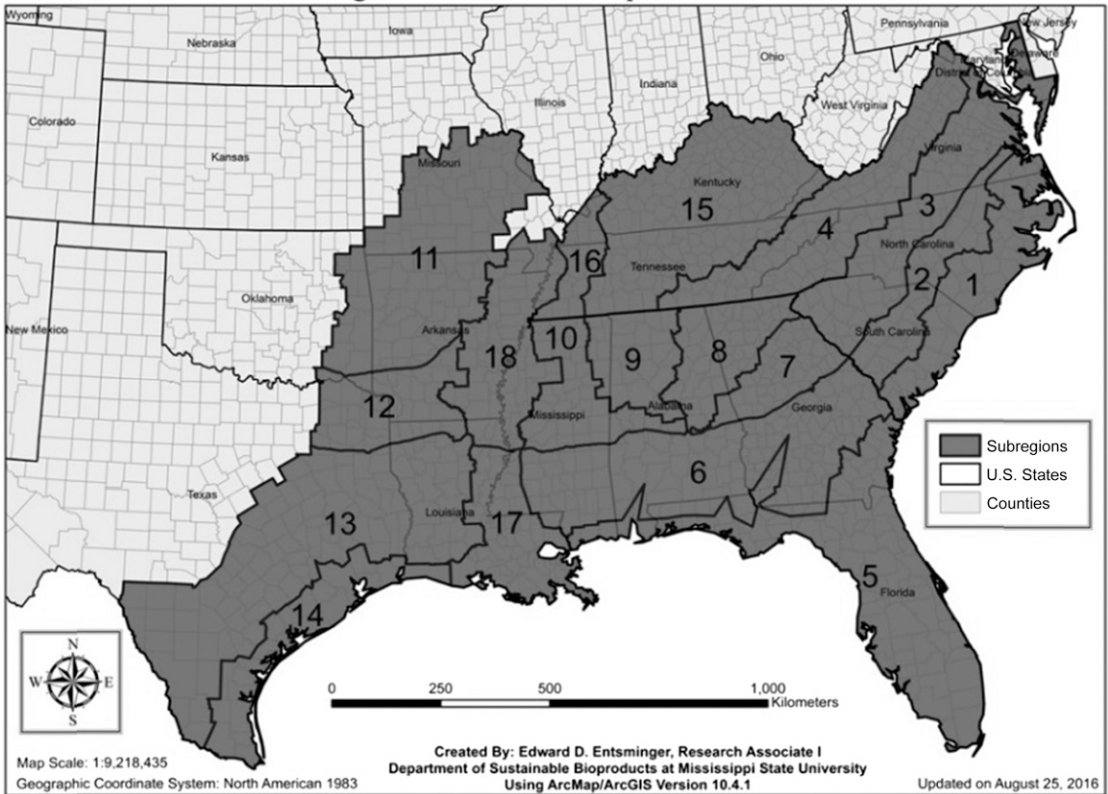 Wyoming
Iowa
Pennsylvania
New Jersey
Nebraska
Ohio
Indiana
Illinois
West Virginia
Colorado
Kansas
Missouri
Virginia
Kentucky
15
3
4
North Carolina
11
16
Tennessee
2
1
Oklahoma
New Mexico
Arkansas
South Carolina
10
18
9
8
7
12
Mississippi
Alabama
Georgia
Subregions
6
U.S. States
Texas
Counties
13
Louisiana
17
5
Florida
14
N
W E
S
0 250 500 1,000
Kilometers
Created By: Edward D. Entsminger, Research Associate I
Map Scale: 1:9,218,435
Department of Sustainable Bioproducts at Mississippi State University
Geographic Coordinate System: North American 1983
Using ArcMap/ArcGIS Version 10.4.1
Updated on August 25, 2016